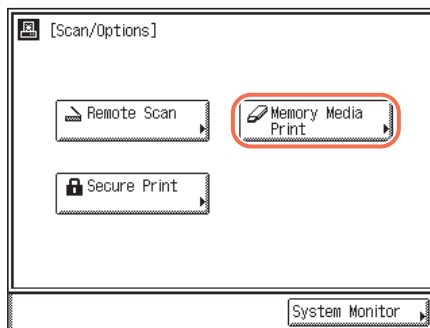 [Scan/Options]
Remote Scan
Memory Media
Print
Secure Print
System Monitor